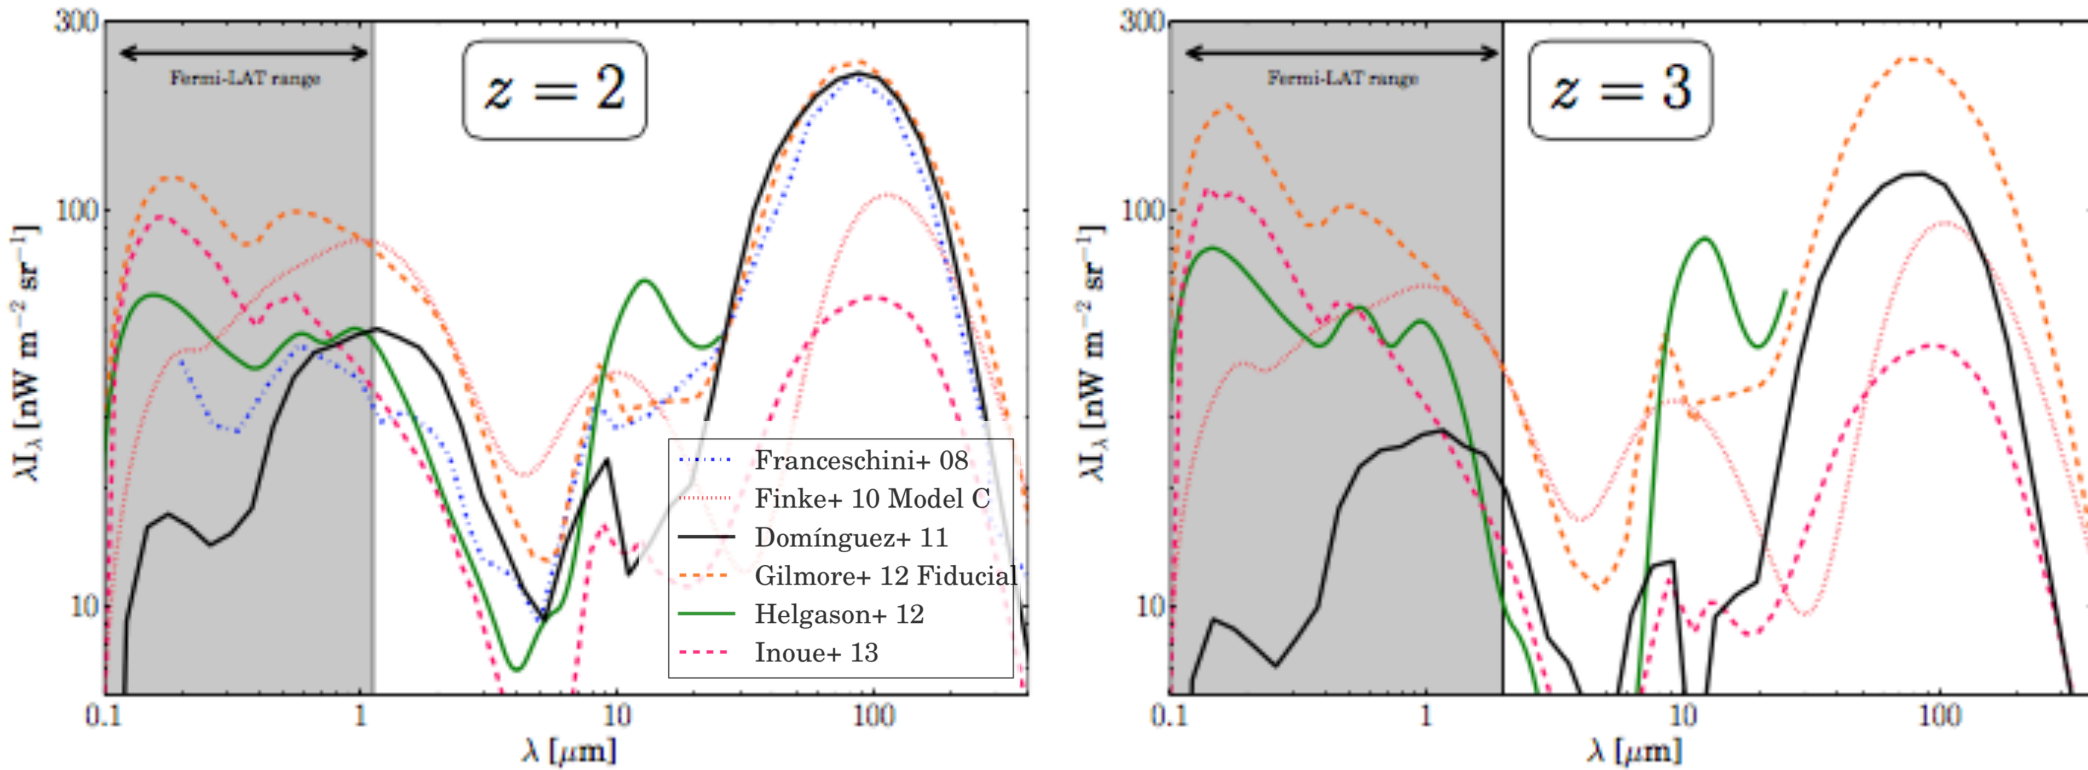 300
100
10
λI_λ [nW m⁻² sr⁻¹]
Fermi-LAT range
z = 2
Franceschini+ 08
Finke+ 10 Model C
Domínguez+ 11
Gilmore+ 12 Fiducial
Helgason+ 12
Inoue+ 13
0.1 1 10 100
λ [μm]
300
100
10
λI_λ [nW m⁻² sr⁻¹]
Fermi-LAT range
z = 3
0.1 1 10 100
λ [μm]